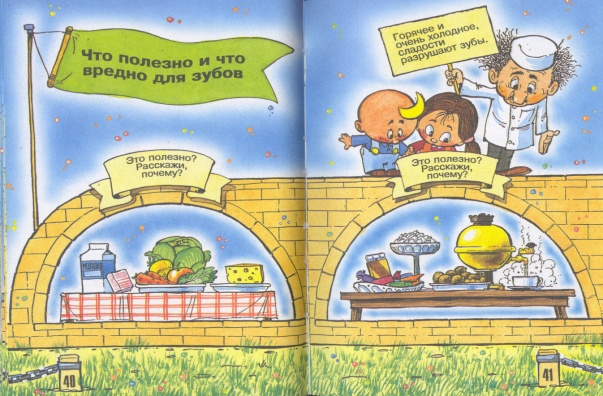 Что полезно и что
вредно для зубов
Это полезно?
Расскажи,
почему?
МОЛОКО
40
Горячее и
очень холодное,
сладости
разрушают зубы.
Это полезно?
Расскажи,
почему?
41